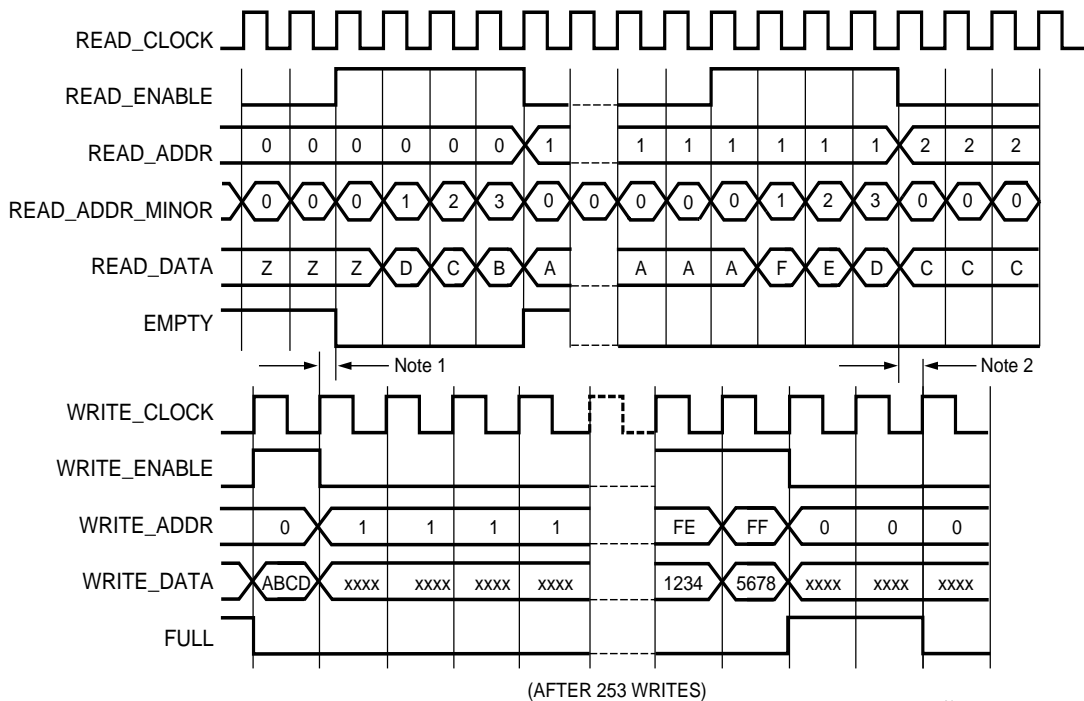 READ_CLOCK
READ_ENABLE
READ_ADDR 0 0 0 0 0 0 1 1 1 1 1 1 1 2 2 2
READ_ADDR_MINOR 0 0 0 1 2 3 0 0 0 0 0 1 2 3 0 0 0
READ_DATA Z Z Z D C B A A A A F E D C C C
EMPTY
Note 1 Note 2
WRITE_CLOCK
WRITE_ENABLE
WRITE_ADDR 0 1 1 1 1 FE FF 0 0 0
WRITE_DATA ABCD xxxx xxxx xxxx xxxx 1234 5678 xxxx xxxx xxxx
FULL
(AFTER 253 WRITES)